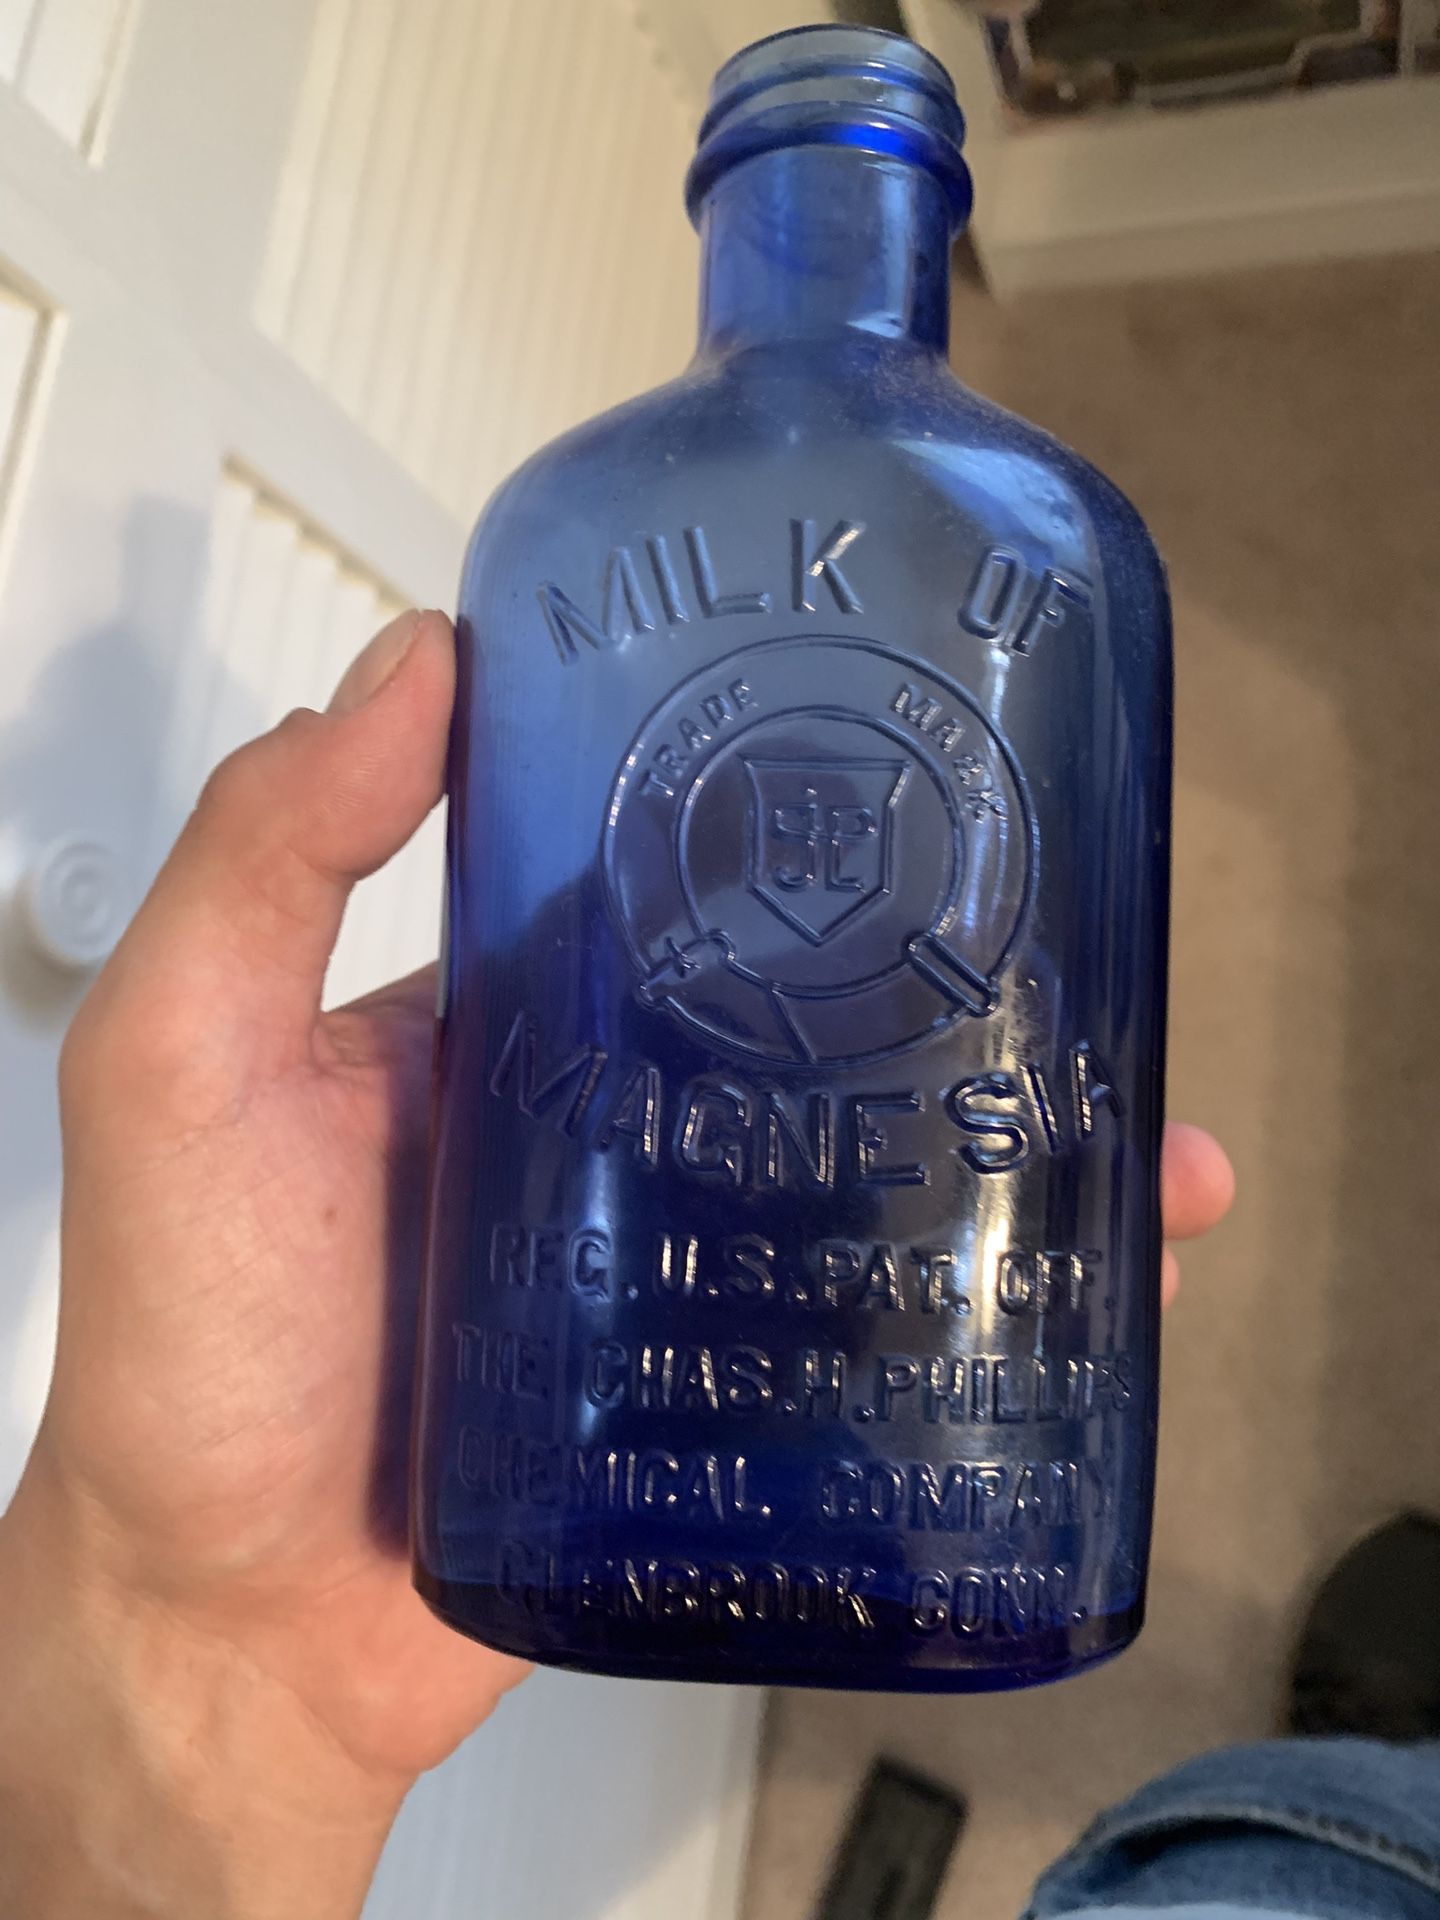 MILK OF
TRADE MARK
MAGNESIA
REG. U.S. PAT. OFF.
THE CHAS. H. PHILLIPS
CHEMICAL COMPANY
GLENBROOK CONN.